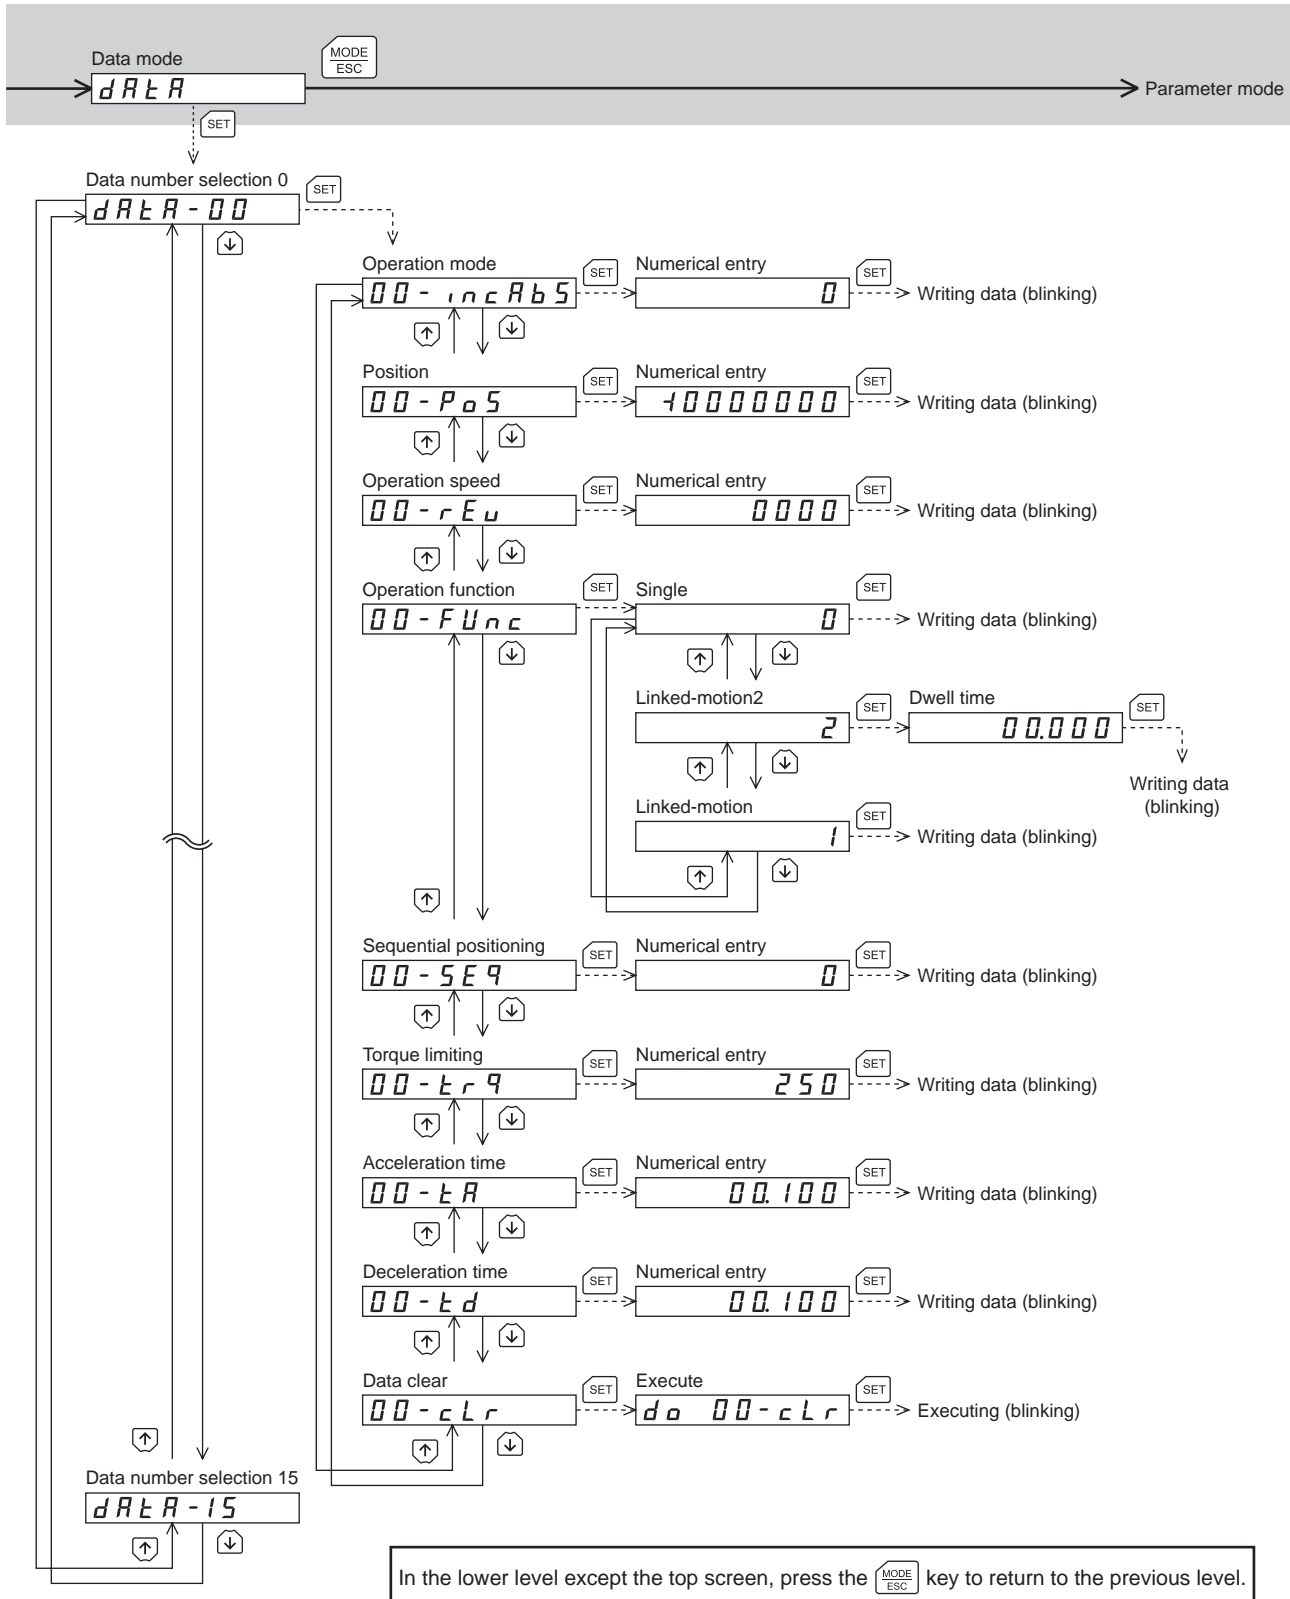 Data mode
MODE
ESC
dAtA
Parameter mode
SET
Data number selection 0
SET
dAtA-00
Operation mode
SET
Numerical entry
SET
00-incAbS
0
Writing data (blinking)
Position
SET
Numerical entry
SET
00-PoS
+0000000
Writing data (blinking)
Operation speed
SET
Numerical entry
SET
00-rEv
0000
Writing data (blinking)
Operation function
SET
Single
SET
00-FUnc
0
Writing data (blinking)
Linked-motion2
SET
Dwell time
SET
2
00.000
Writing data
(blinking)
Linked-motion
SET
1
Writing data (blinking)
Sequential positioning
SET
Numerical entry
SET
00-SEq
0
Writing data (blinking)
Torque limiting
SET
Numerical entry
SET
00-trq
250
Writing data (blinking)
Acceleration time
SET
Numerical entry
SET
00-tA
00.100
Writing data (blinking)
Deceleration time
SET
Numerical entry
SET
00-td
00.100
Writing data (blinking)
Data clear
SET
Execute
SET
00-cLr
do 00-cLr
Executing (blinking)
Data number selection 15
dAtA-15
In the lower level except the top screen, press the MODE ESC key to return to the previous level.